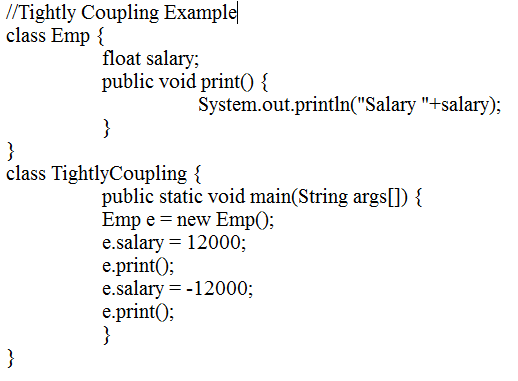 //Tightly Coupling Example
class Emp {
float salary;
public void print() {
System.out.println("Salary "+salary);
}
}
class TightlyCoupling {
public static void main(String args[]) {
Emp e = new Emp();
e.salary = 12000;
e.print();
e.salary = -12000;
e.print();
}
}